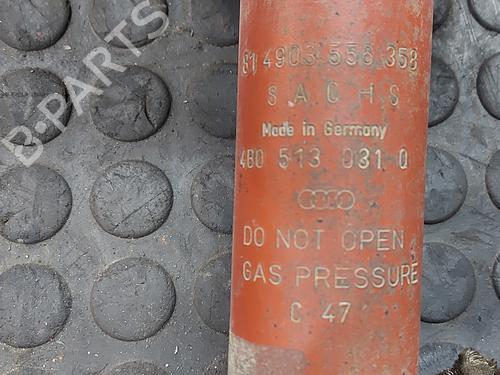 81 4903 556 358
SACHS
Made in Germany
4B0 513 031 Q
DO NOT OPEN
GAS PRESSURE
C 47
B-PARTS